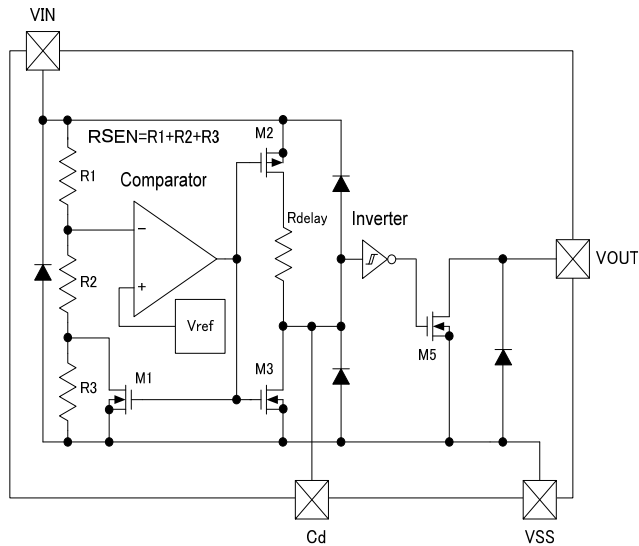 VIN
RSEN=R1+R2+R3
M2
R1
Comparator
Rdelay
Inverter
−
VOUT
R2
+
Vref
M5
R3
M1
M3
Cd
VSS